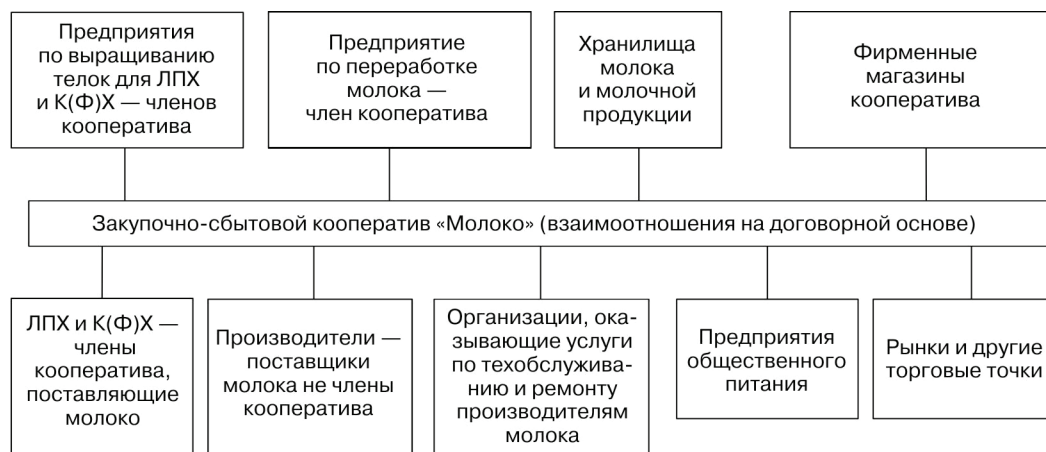 Предприятия
по выращиванию
телок для ЛПХ
и К(Ф)Х — членов
кооператива
Предприятие
по переработке
молока —
член кооператива
Хранилища
молока
и молочной
продукции
Фирменные
магазины
кооператива
Закупочно-сбытовой кооператив «Молоко» (взаимоотношения на договорной основе)
ЛПХ и К(Ф)Х —
члены
кооператива,
поставляющие
молоко
Производители —
поставщики
молока не члены
кооператива
Организации, ока-
зывающие услуги
по техобслужива-
нию и ремонту
производителям
молока
Предприятия
общественного
питания
Рынки и другие
торговые точки